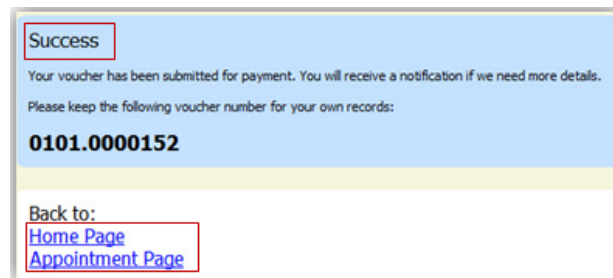 Success
Your voucher has been submitted for payment. You will receive a notification if we need more details.
Please keep the following voucher number for your own records:
0101.0000152
Back to:
Home Page
Appointment Page